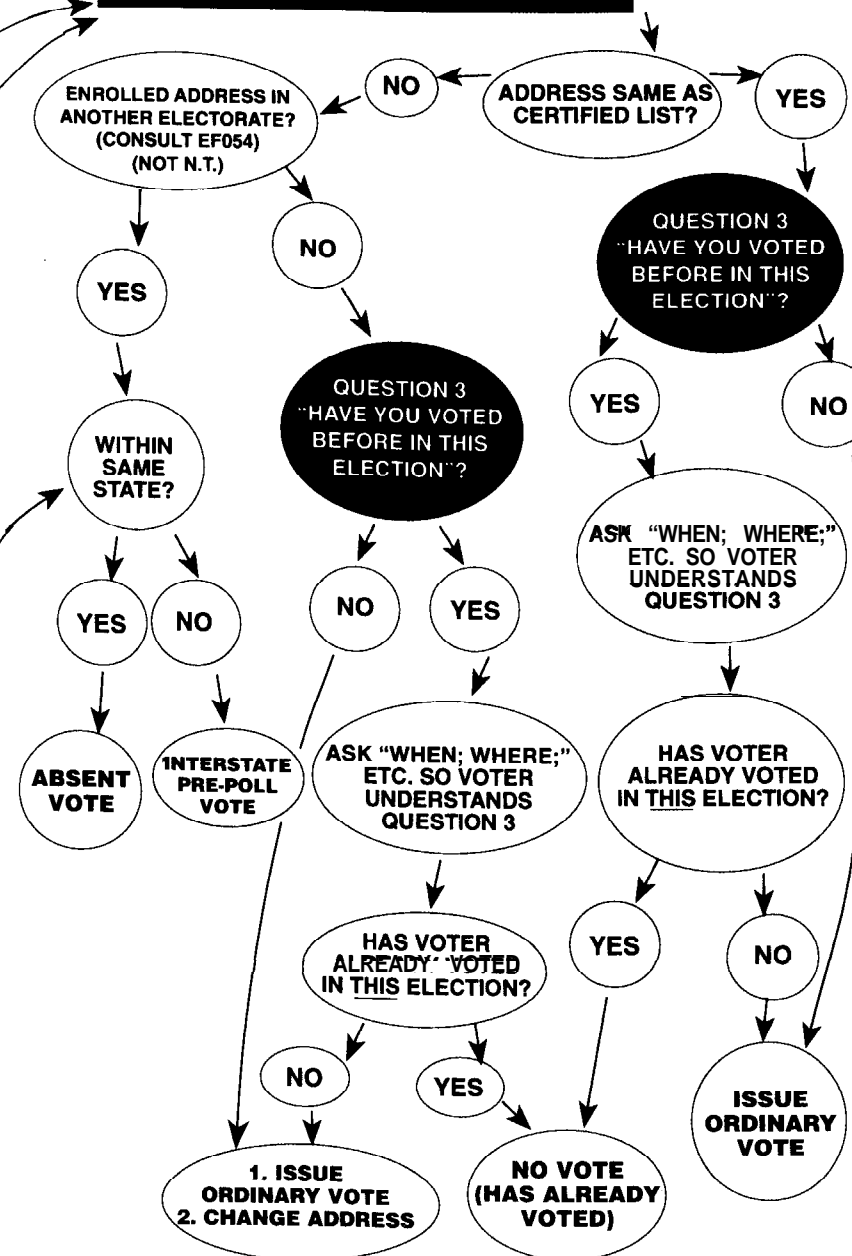 ENROLLED ADDRESS IN
ANOTHER ELECTORATE?
(CONSULT EF054)
(NOT N.T.)
NO
ADDRESS SAME AS
CERTIFIED LIST?
YES
QUESTION 3
"HAVE YOU VOTED
BEFORE IN THIS
ELECTION"?
NO
YES
QUESTION 3
"HAVE YOU VOTED
BEFORE IN THIS
ELECTION"?
YES
NO
WITHIN
SAME
STATE?
ASK "WHEN; WHERE;"
ETC. SO VOTER
UNDERSTANDS
QUESTION 3
YES
NO
NO
YES
ABSENT
VOTE
1NTERSTATE
PRE-POLL
VOTE
ASK "WHEN; WHERE;"
ETC. SO VOTER
UNDERSTANDS
QUESTION 3
HAS VOTER
ALREADY VOTED
IN THIS ELECTION?
HAS VOTER
ALREADY VOTED
IN THIS ELECTION?
YES
NO
NO
YES
ISSUE
ORDINARY
VOTE
1. ISSUE
ORDINARY VOTE
2. CHANGE ADDRESS
NO VOTE
(HAS ALREADY
VOTED)